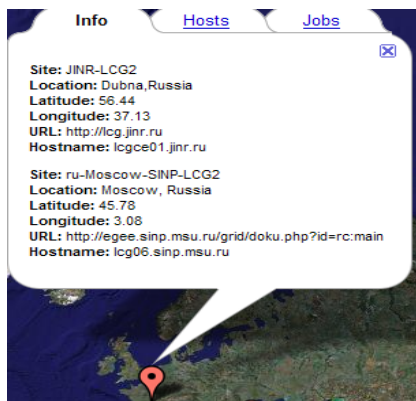 Info Hosts Jobs
Site: JINR-LCG2
Location: Dubna,Russia
Latitude: 56.44
Longitude: 37.13
URL: http://lcg.jinr.ru
Hostname: lcgce01.jinr.ru
Site: ru-Moscow-SINP-LCG2
Location: Moscow, Russia
Latitude: 45.78
Longitude: 3.08
URL: http://egee.sinp.msu.ru/grid/doku.php?id=rc:main
Hostname: lcg06.sinp.msu.ru